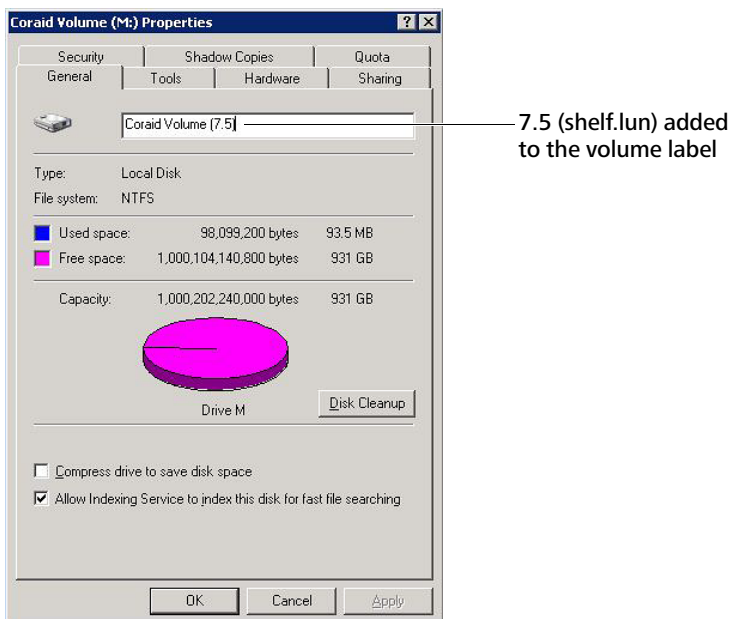 Coraid Volume (M:) Properties
Security Shadow Copies Quota
General Tools Hardware Sharing
Coraid Volume (7.5)
7.5 (shelf.lun) added
to the volume label
Type: Local Disk
File system: NTFS
Used space: 98,099,200 bytes 93.5 MB
Free space: 1,000,104,140,800 bytes 931 GB
Capacity: 1,000,202,240,000 bytes 931 GB
Drive M
Disk Cleanup
Compress drive to save disk space
Allow Indexing Service to index this disk for fast file searching
OK Cancel Apply